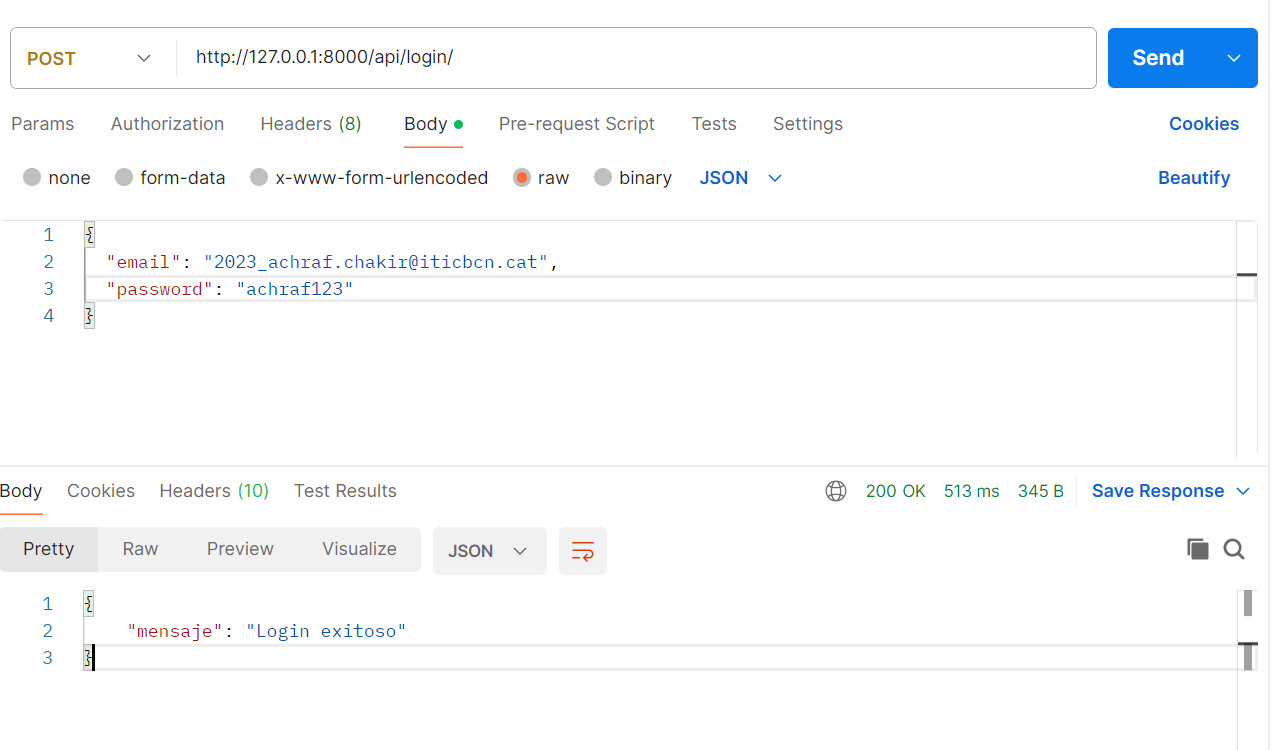 POST http://127.0.0.1:8000/api/login/ Send
Params Authorization Headers (8) Body Pre-request Script Tests Settings Cookies
none form-data x-www-form-urlencoded raw binary JSON Beautify
1 {
2 "email": "2023_achraf.chakir@iticbcn.cat",
3 "password": "achraf123"
4 }
Body Cookies Headers (10) Test Results 200 OK 513 ms 345 B Save Response
Pretty Raw Preview Visualize JSON
1 {
2 "mensaje": "Login exitoso"
3 }